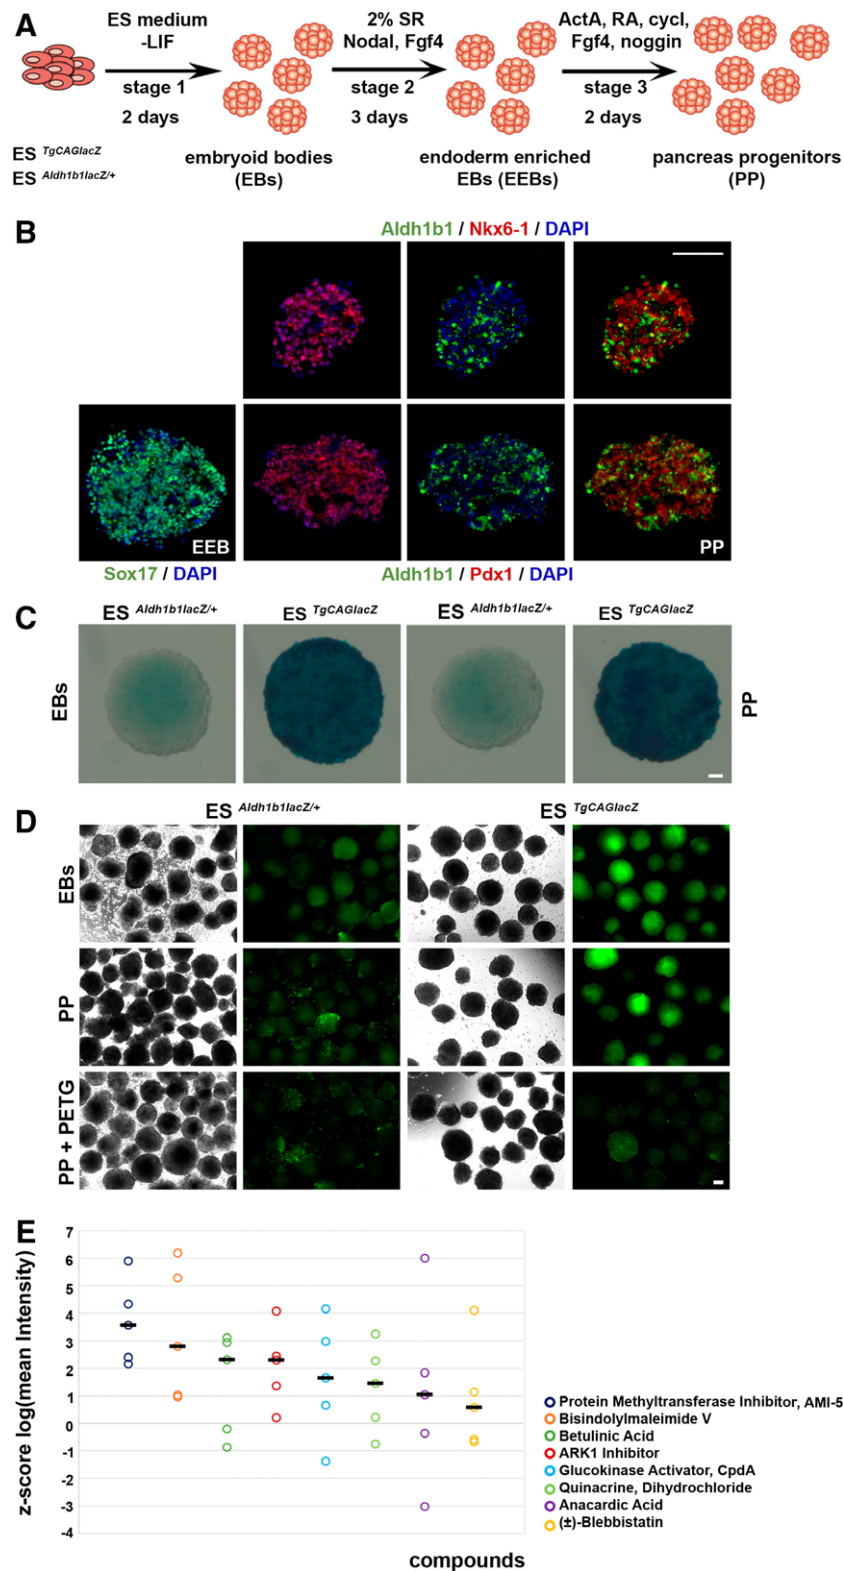 A
ES medium
-LIF
stage 1
2 days
2% SR
Nodal, Fgf4
stage 2
3 days
ActA, RA, cycl,
Fgf4, noggin
stage 3
2 days
ES TgCAGlacZ
ES Aldh1b1lacZ/+
embryoid bodies
(EBs)
endoderm enriched
EBs (EEBs)
pancreas progenitors
(PP)
B
Aldh1b1 / Nkx6-1 / DAPI
EEB
PP
Sox17 / DAPI
Aldh1b1 / Pdx1 / DAPI
C
ES Aldh1b1lacZ/+
ES TgCAGlacZ
ES Aldh1b1lacZ/+
ES TgCAGlacZ
EBs
PP
D
ES Aldh1b1lacZ/+
ES TgCAGlacZ
EBs
PP
PP + PETG
E
z-score log(mean Intensity)
7
6
5
4
3
2
1
0
-1
-2
-3
-4
compounds
Protein Methyltransferase Inhibitor, AMI-5
Bisindolylmaleimide V
Betulinic Acid
ARK1 Inhibitor
Glucokinase Activator, CpdA
Quinacrine, Dihydrochloride
Anacardic Acid
(±)-Blebbistatin